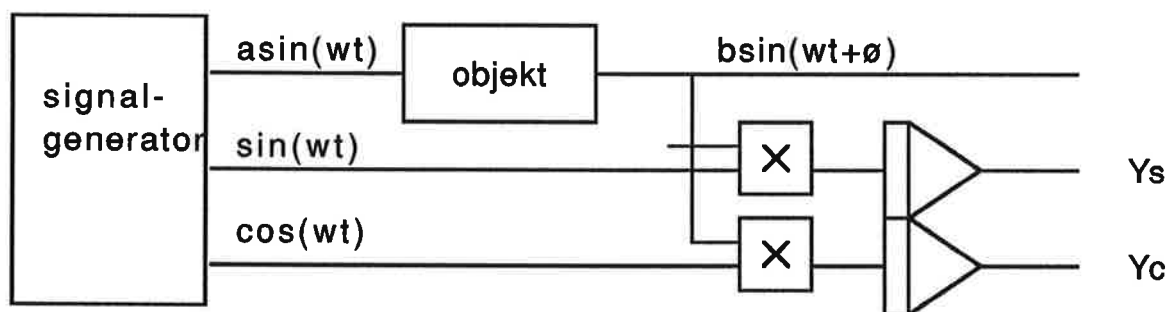 asin(wt)
objekt
bsin(wt+ø)
signal-
generator
sin(wt)
×
Ys
cos(wt)
×
Yc